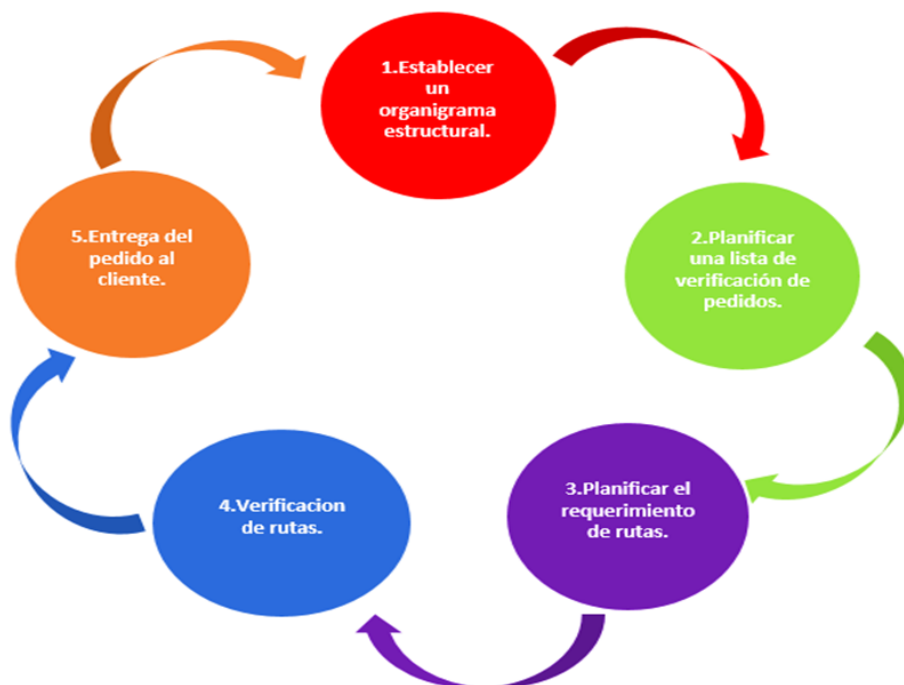 1.Establecer
un
organigrama
estructural.
2.Planificar
una lista de
verificación de
pedidos.
3.Planificar el
requerimiento
de rutas.
4.Verificacion
de rutas.
5.Entrega del
pedido al
cliente.